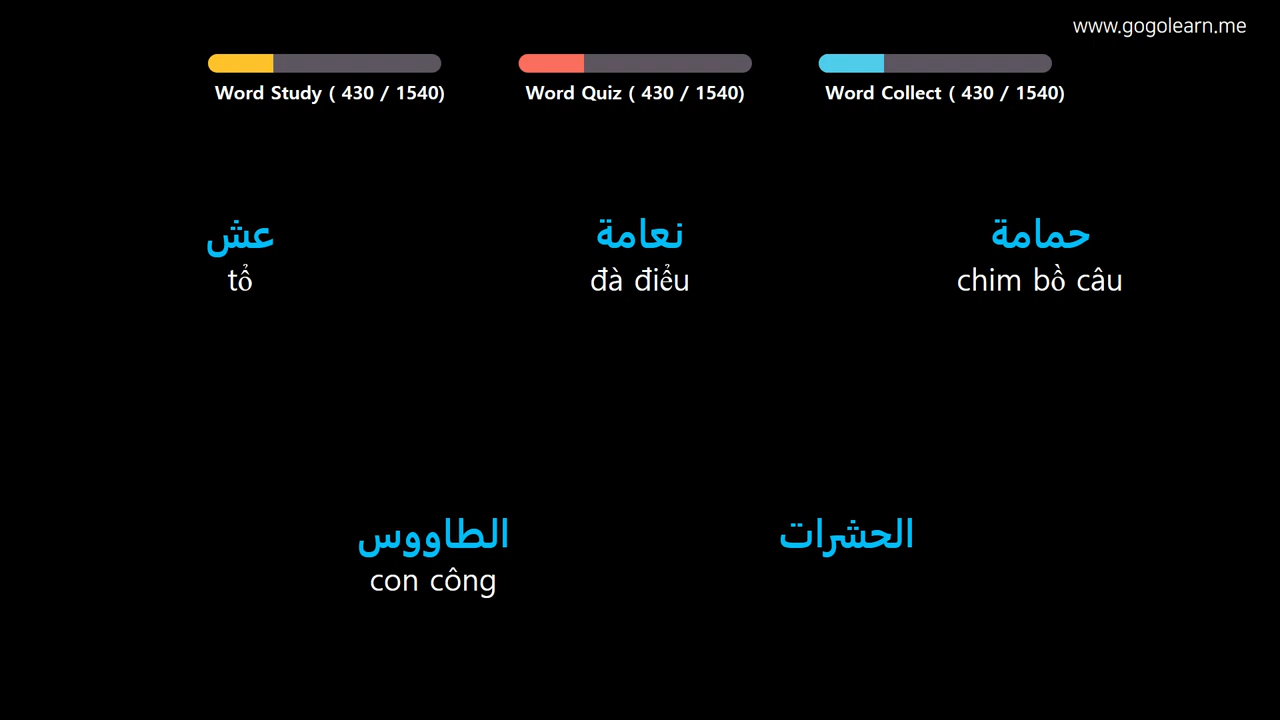 www.gogolearn.me
Word Study ( 430 / 1540)
Word Quiz ( 430 / 1540)
Word Collect ( 430 / 1540)
عش
tổ
نعامة
đà điểu
حمامة
chim bồ câu
الطاووس
con công
الحشرات